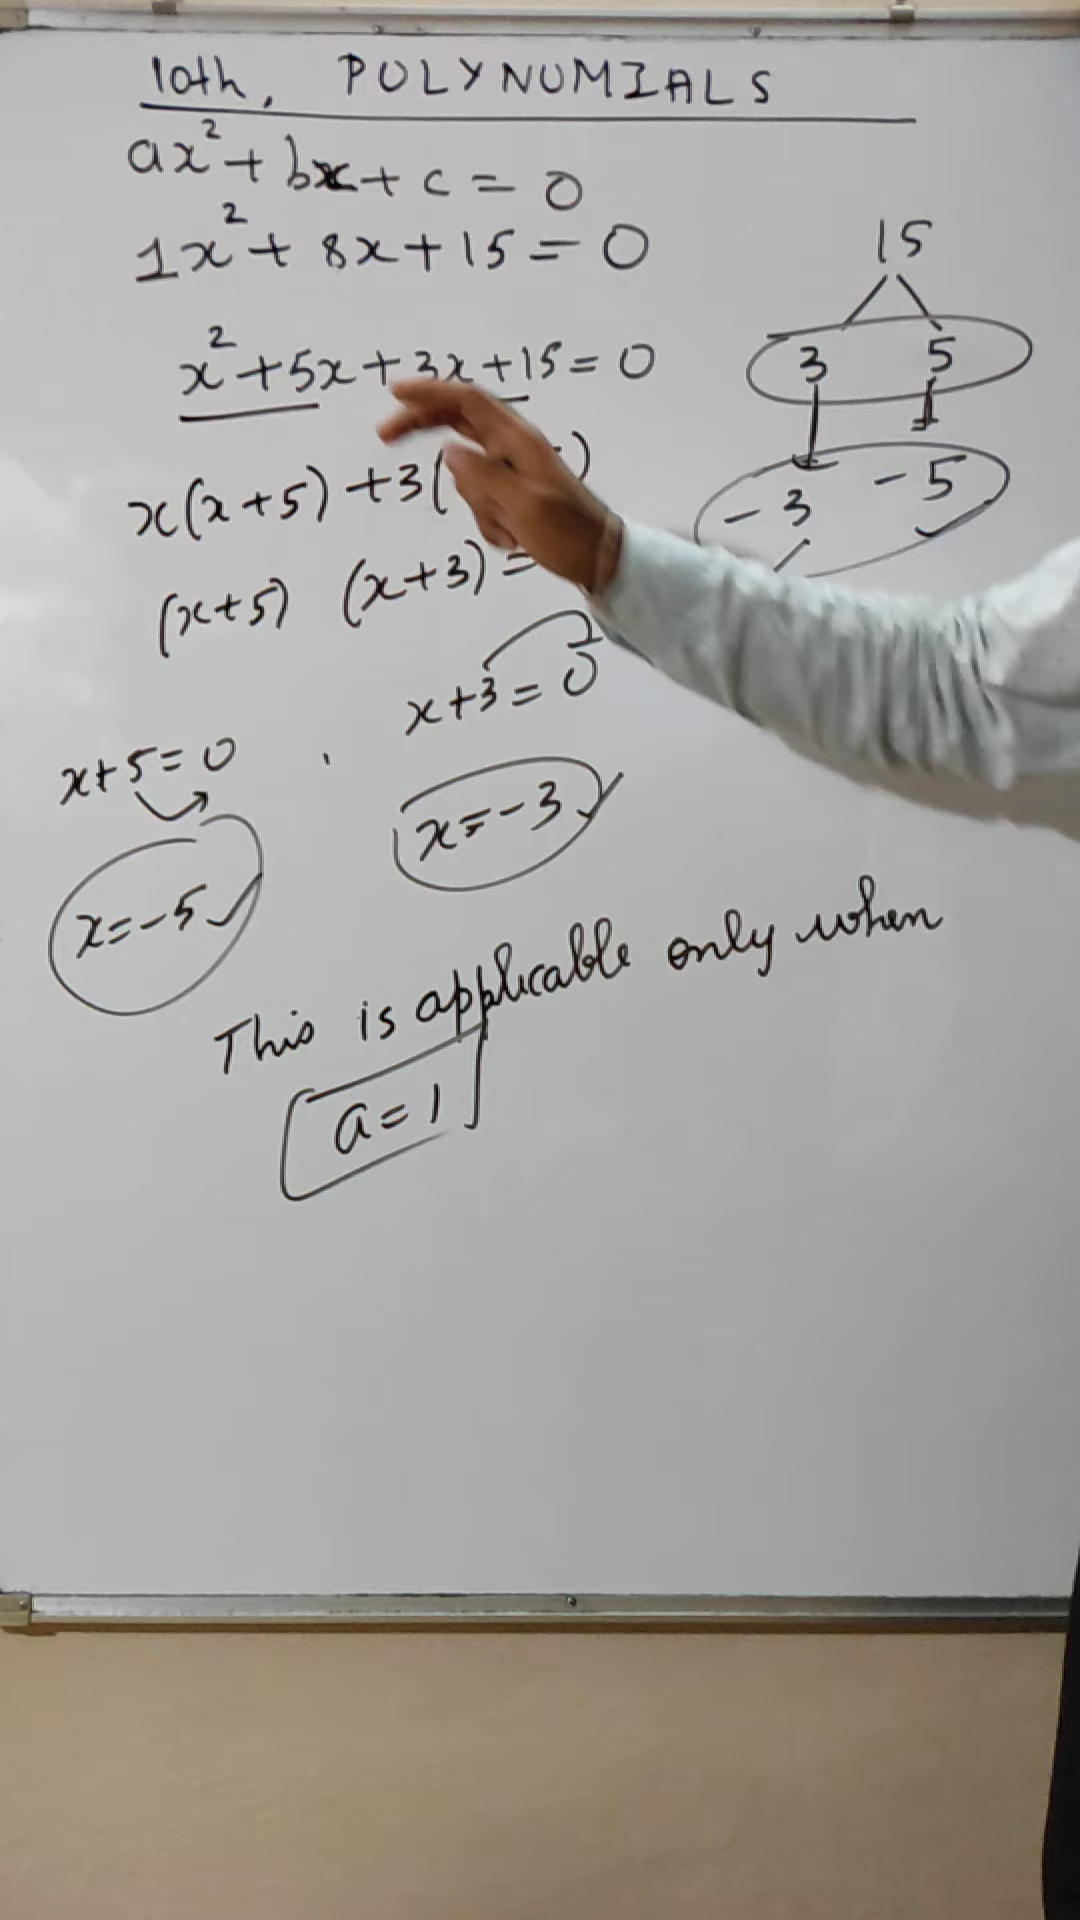 10th, POLYNUMIALS
ax² + bx + c = 0
1x² + 8x + 15 = 0
15
3 5
x² + 5x + 3x + 15 = 0
-3 -5
x(x+5) +3( )
(x+5) (x+3) =
x+3 = 0
x+5 = 0
x = -3 ✓
x = -5 ✓
This is applicable only when
a = 1